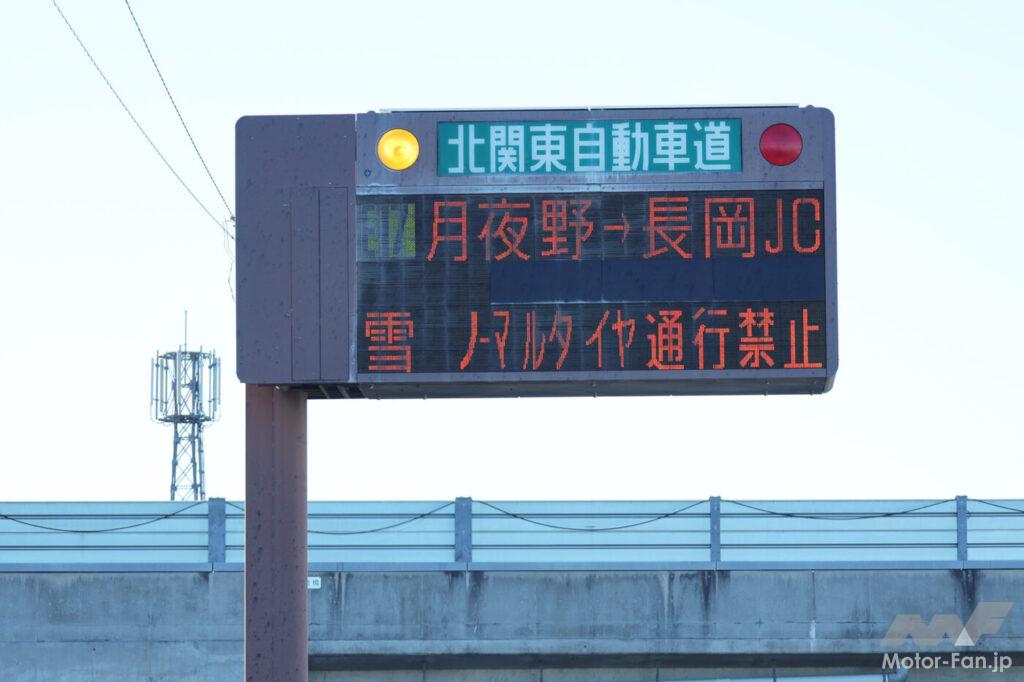 北関東自動車道
月夜野→長岡JC
雪 ノーマルタイヤ通行禁止
Motor-Fan.jp